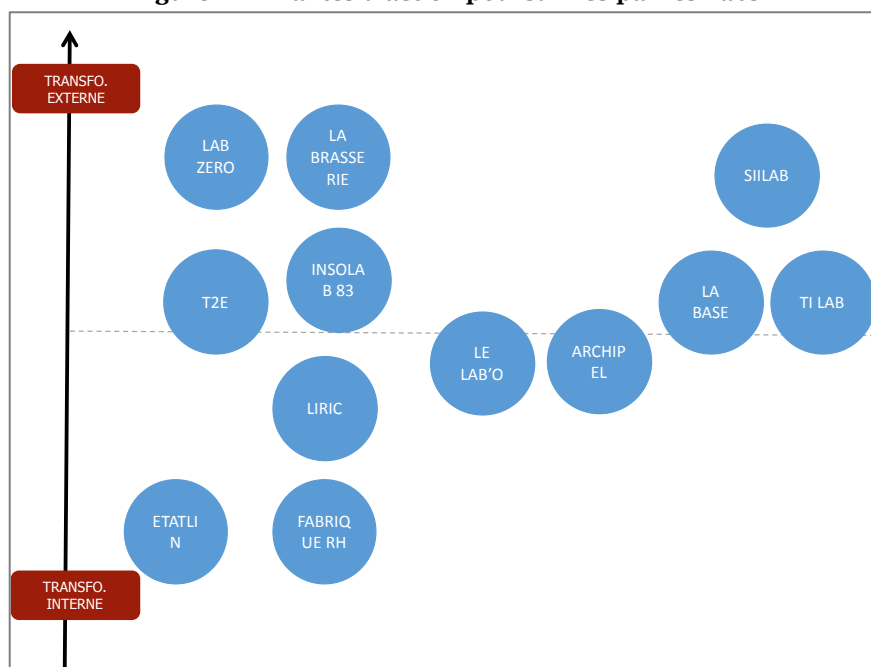 TRANSFO.
EXTERNE
LAB
ZERO
LA
BRASSE
RIE
SIILAB
INSOLA
B 83
T2E
LA
BASE
TI LAB
LE
LAB’O
ARCHIP
EL
LIRIC
ETATLI
N
FABRIQ
UE RH
TRANSFO.
INTERNE